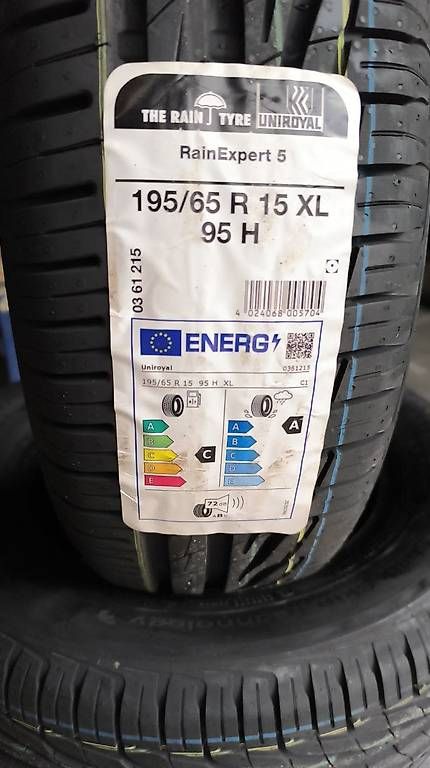 THE RAIN TYRE UNIROYAL
RainExpert 5
195/65 R 15 XL
95 H
03 61 215
4 024068 005704
ENERG
Uniroyal 0361215
195/65 R 15 95 H XL C1
A A
B B
C C
D D
E E
C
A
72 dB